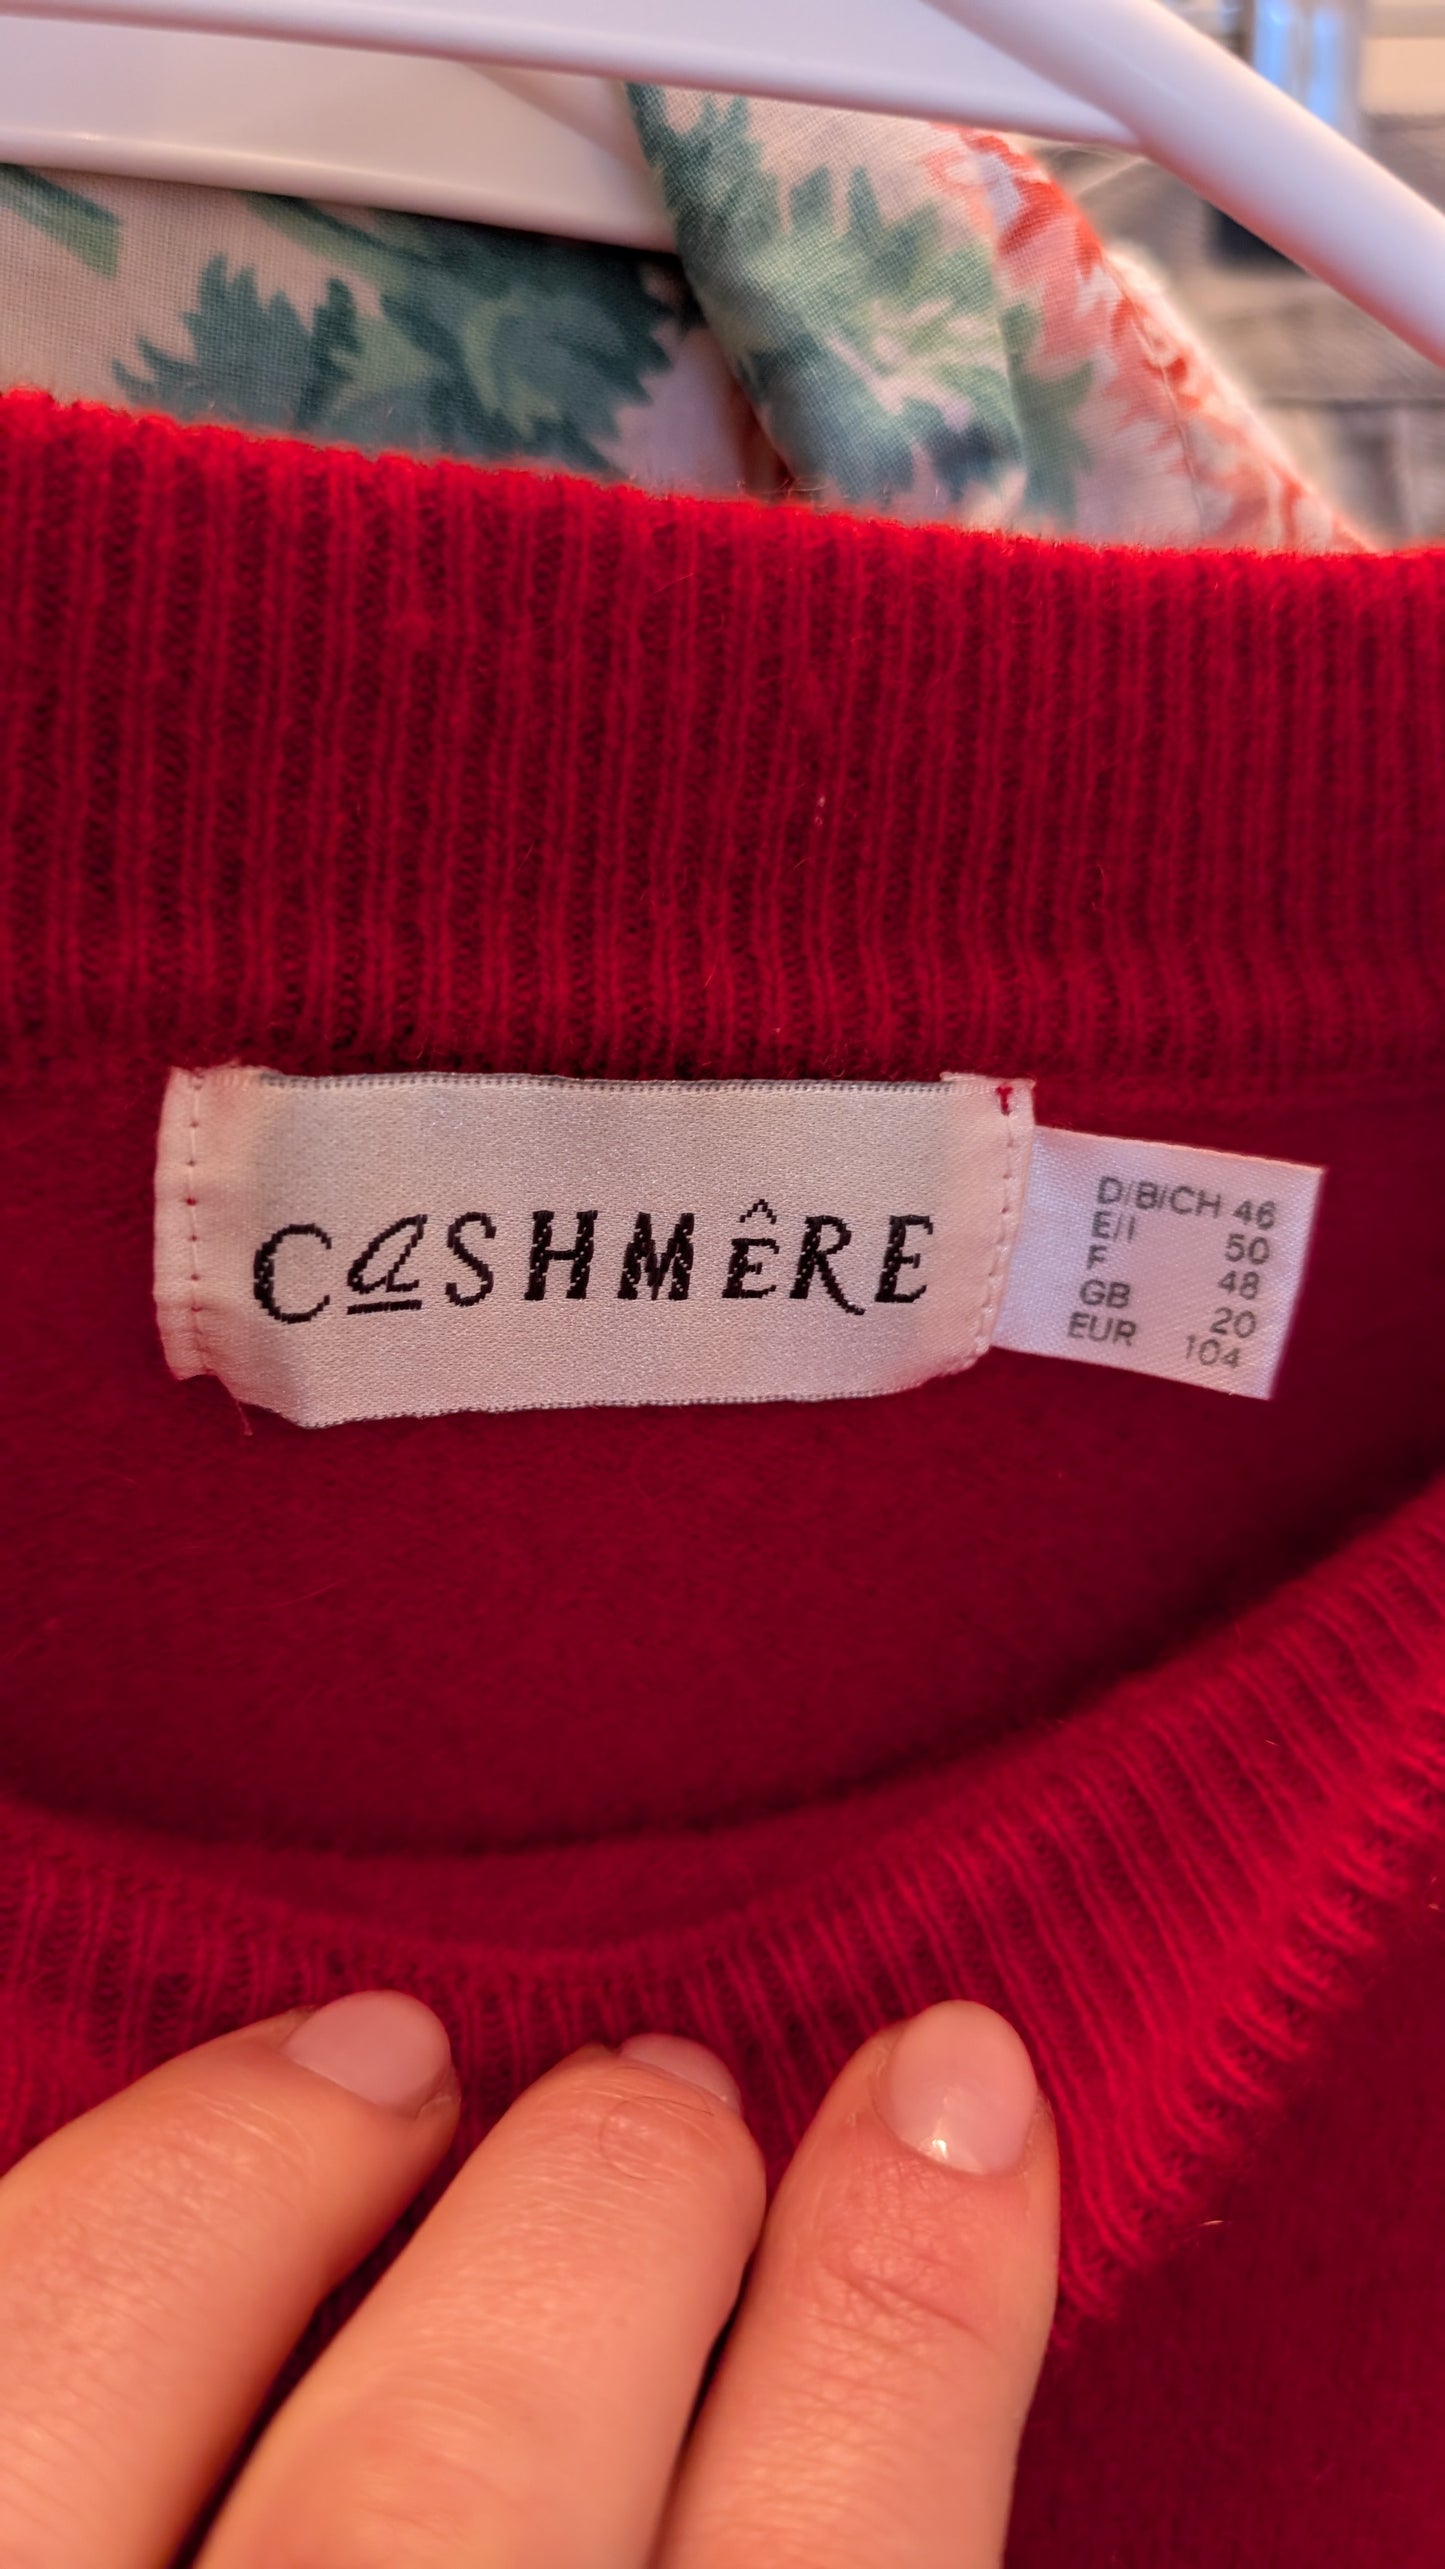 CaSHMÊRE
D/B/CH 46
E/I 50
F 48
GB 20
EUR 104